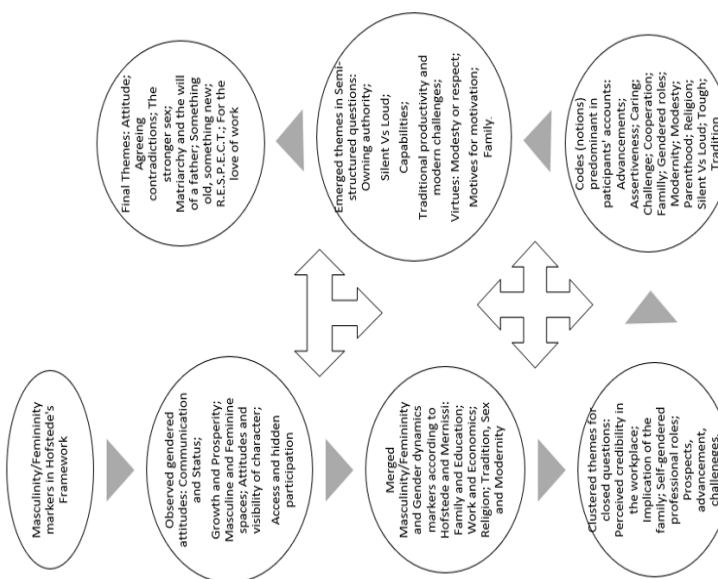 Masculinity/Femininity
markers in Hofstede's
Framework
Observed gendered
attitudes: Communication
and Status;
Growth and Prosperity;
Masculine and Feminine
spaces; Attitudes and
visibility of character;
Access and hidden
participation
Merged
Masculinity/Femininity
and Gender dynamics
markers according to
Hofstede and Mernissi:
Family and Education;
Work and Economics;
Religion; Tradition, Sex
and Modernity
Clustered themes for
closed questions:
Perceived credibility in
the workplace;
Implication of the
family; Self-gendered
professional roles;
Prospects,
advancement,
challeneges.
Codes (notions)
predominant in
paticipants' accounts:
Advancements;
Assertiveness; Caring;
Challenge; Cooperation;
Familly; Gendered roles;
Modernity; Modesty;
Parenthood; Religion;
Silent Vs Loud; Tough;
Tradition
Emerged themes in Semi-
structured questions:
Owning authority;
Silent Vs Loud;
Capabilities;
Traditional productivity and
modern challenges;
Virtues: Modesty or respect;
Motives for motivation;
Family.
Final Themes: Attitude;
Agreeing
contradictions; The
stronger sex;
Matriarchy and the will
of a father; Something
old, something new;
R.E.S.P.E.C.T.; For the
love of work